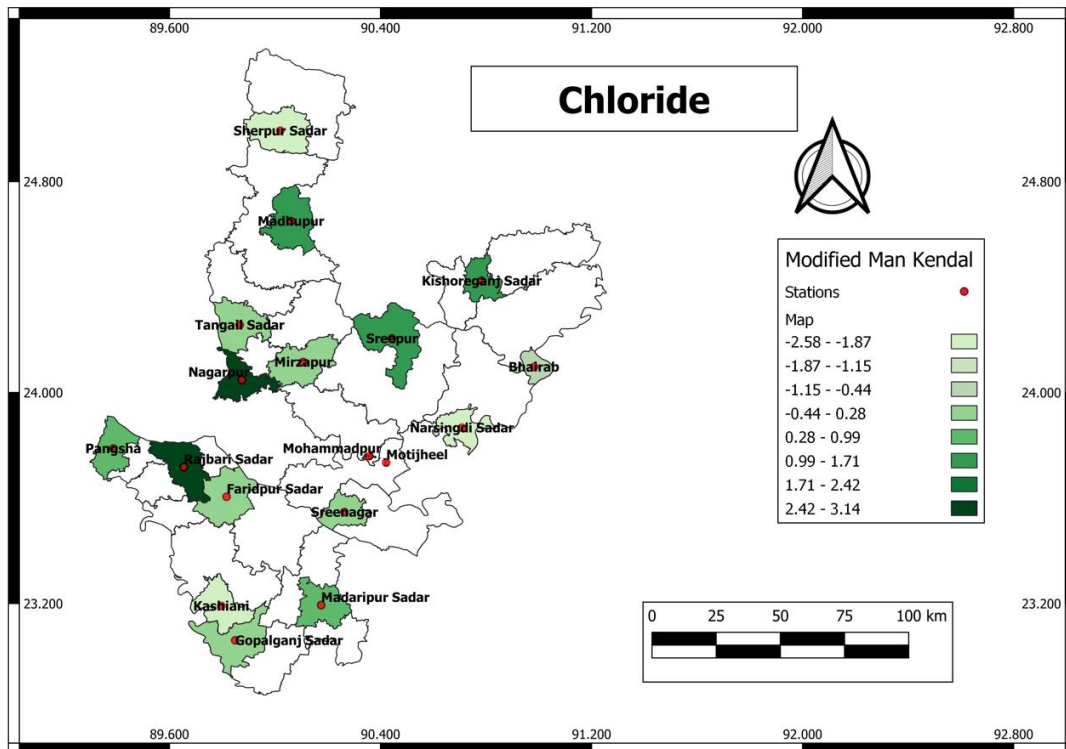 89.600 90.400 91.200 92.000 92.800
Chloride
Sherpur Sadar
24.800 24.800
Madhupur
Modified Man Kendal
Kishoreganj Sadar
Stations
Map
Tangail Sadar
Sreepur
-2.58 - -1.87
Mirzapur
Bhairab
Nagarpur
-1.87 - -1.15
24.000 24.000
-1.15 - -0.44
-0.44 - 0.28
Narsingdi Sadar
0.28 - 0.99
Pangsha
Mohammadpur
Motijheel
Rajbari Sadar
0.99 - 1.71
1.71 - 2.42
Faridpur Sadar
2.42 - 3.14
Sreenagar
Madaripur Sadar
Kashiani
23.200 23.200
0 25 50 75 100 km
Gopalganj Sadar
89.600 90.400 91.200 92.000 92.800